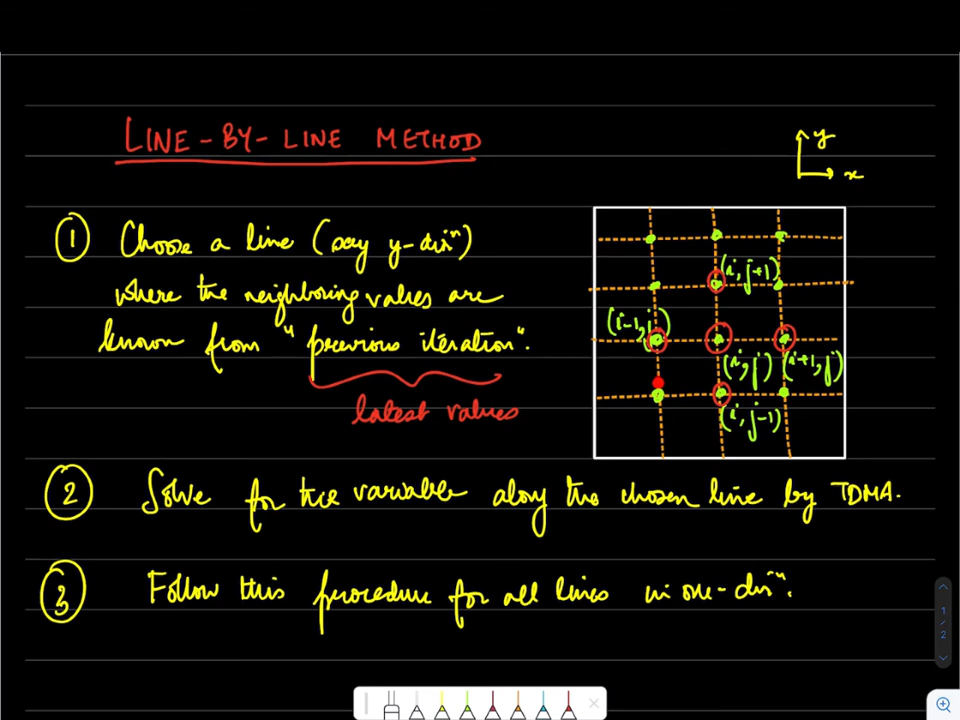 LINE-BY-LINE METHOD
y
x
① Choose a line (say y-dirⁿ)
where the neighboring values are
known from "previous iteration".
latest values
(i, j+1)
(i-1, j)
(i, j) (i+1, j)
(i, j-1)
② Solve for the variable along the chosen line by TDMA.
③ Follow this procedure for all lines in one-dirⁿ.
1
/
2